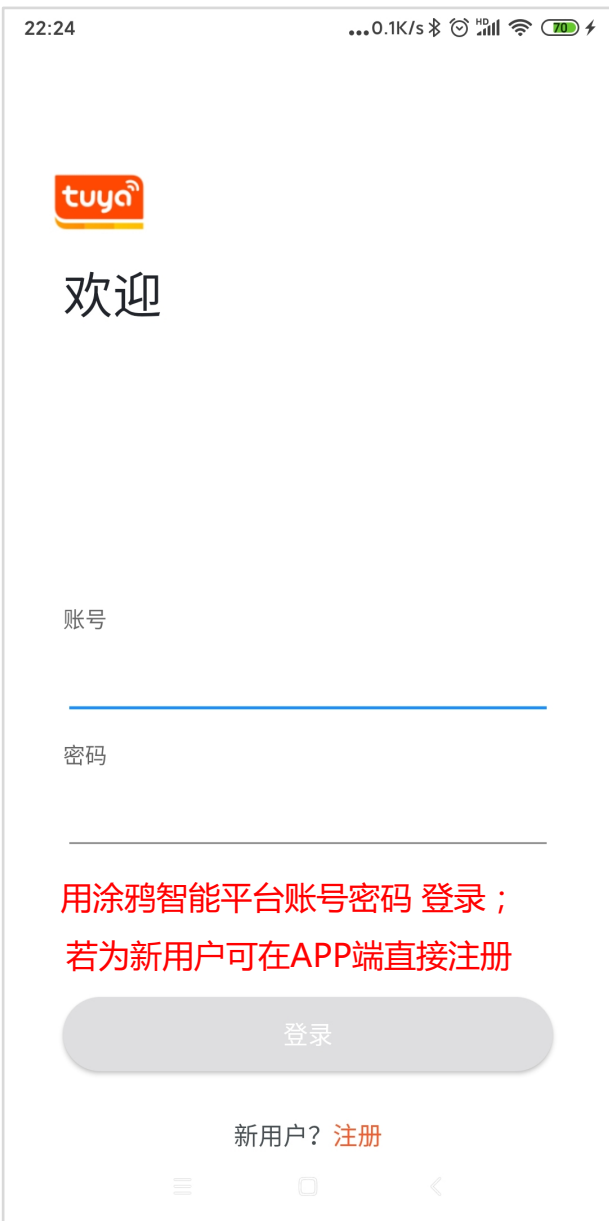 22:24
...0.1K/s HD 70
tuya
欢迎
账号
密码
用涂鸦智能平台账号密码 登录；
若为新用户可在APP端直接注册
登录
新用户？注册